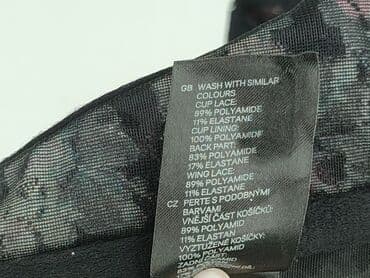 GB WASH WITH SIMILAR
COLOURS
CUP LACE:
89% POLYAMIDE
11% ELASTANE
CUP LINING:
100% POLYAMIDE
BACK PART:
83% POLYAMIDE
17% ELASTANE
WING LACE:
89% POLYAMIDE
11% ELASTANE
CZ PERTE S PODOBNÝMI
BARVAMI
VNĚJŠÍ ČÁST KOŠÍČKŮ:
89% POLYAMID
11% ELASTAN
VYZTUŽENÉ KOŠÍČKY:
100% POLYAMID